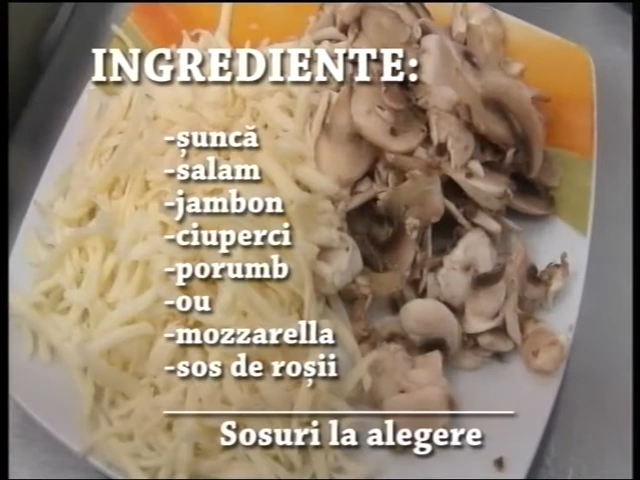 INGREDIENTE:
-șuncă
-salam
-jambon
-ciuperci
-porumb
-ou
-mozzarella
-sos de roșii
Sosuri la alegere